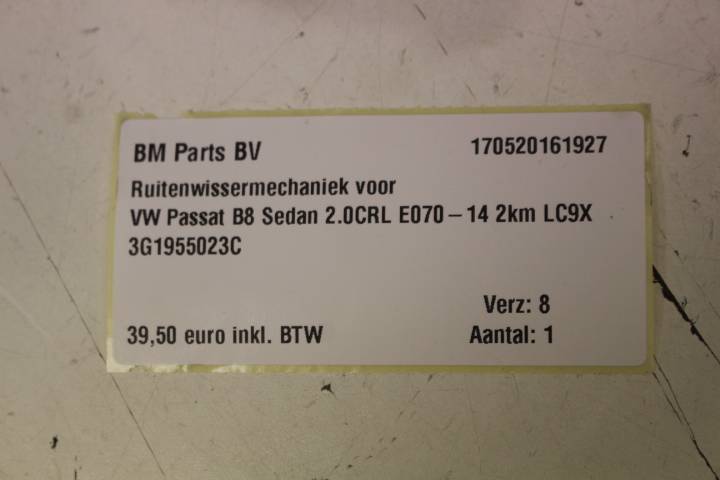 BM Parts BV 170520161927
Ruitenwissermechaniek voor
VW Passat B8 Sedan 2.0CRL E070-14 2km LC9X
3G1955023C
Verz: 8
39,50 euro inkl. BTW Aantal: 1